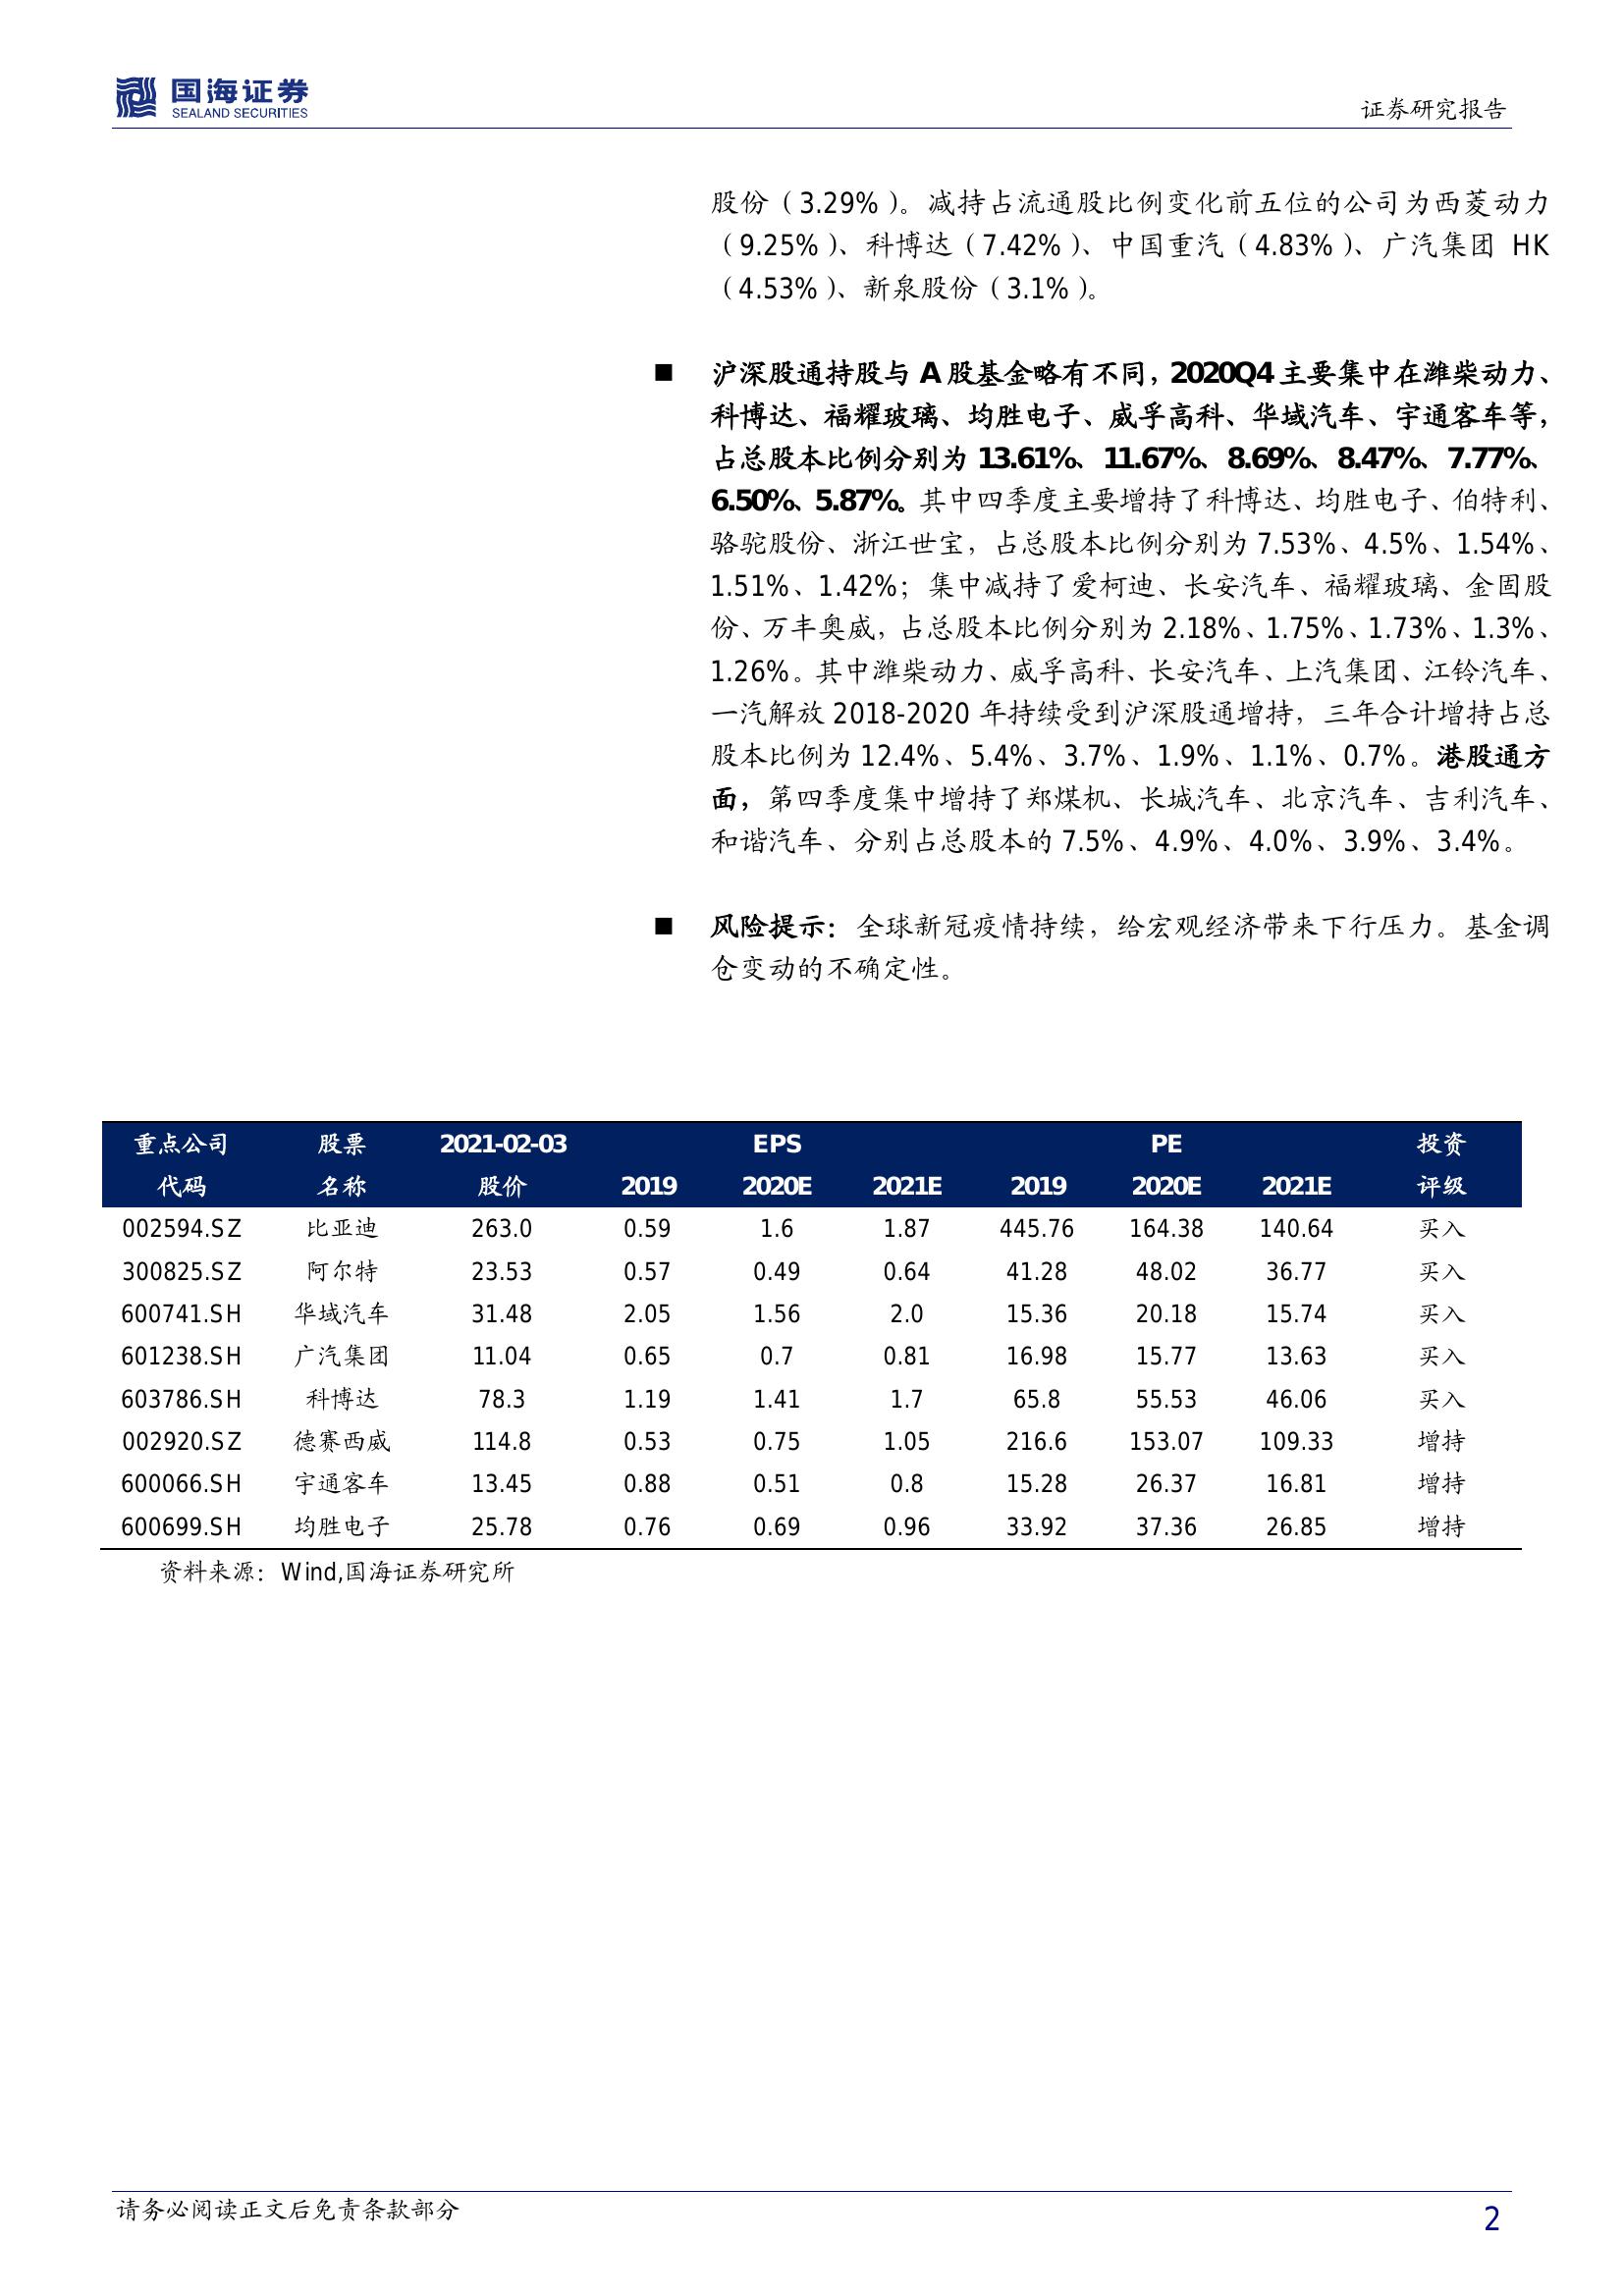 国海证券
SEALAND SECURITIES
证券研究报告
股份（3.29%）。减持占流通股比例变化前五位的公司为西菱动力
（9.25%）、科博达（7.42%）、中国重汽（4.83%）、广汽集团 HK
（4.53%）、新泉股份（3.1%）。
■ 沪深股通持股与 A 股基金略有不同，2020Q4 主要集中在潍柴动力、
科博达、福耀玻璃、均胜电子、威孚高科、华域汽车、宇通客车等，
占总股本比例分别为 13.61%、11.67%、8.69%、8.47%、7.77%、
6.50%、5.87%。其中四季度主要增持了科博达、均胜电子、伯特利、
骆驼股份、浙江世宝，占总股本比例分别为 7.53%、4.5%、1.54%、
1.51%、1.42%；集中减持了爱柯迪、长安汽车、福耀玻璃、金固股
份、万丰奥威，占总股本比例分别为 2.18%、1.75%、1.73%、1.3%、
1.26%。其中潍柴动力、威孚高科、长安汽车、上汽集团、江铃汽车、
一汽解放 2018-2020 年持续受到沪深股通增持，三年合计增持占总
股本比例为 12.4%、5.4%、3.7%、1.9%、1.1%、0.7%。港股通方
面，第四季度集中增持了郑煤机、长城汽车、北京汽车、吉利汽车、
和谐汽车、分别占总股本的 7.5%、4.9%、4.0%、3.9%、3.4%。
■ 风险提示：全球新冠疫情持续，给宏观经济带来下行压力。基金调
仓变动的不确定性。
重点公司 股票 2021-02-03 EPS PE 投资
代码 名称 股价 2019 2020E 2021E 2019 2020E 2021E 评级
002594.SZ 比亚迪 263.0 0.59 1.6 1.87 445.76 164.38 140.64 买入
300825.SZ 阿尔特 23.53 0.57 0.49 0.64 41.28 48.02 36.77 买入
600741.SH 华域汽车 31.48 2.05 1.56 2.0 15.36 20.18 15.74 买入
601238.SH 广汽集团 11.04 0.65 0.7 0.81 16.98 15.77 13.63 买入
603786.SH 科博达 78.3 1.19 1.41 1.7 65.8 55.53 46.06 买入
002920.SZ 德赛西威 114.8 0.53 0.75 1.05 216.6 153.07 109.33 增持
600066.SH 宇通客车 13.45 0.88 0.51 0.8 15.28 26.37 16.81 增持
600699.SH 均胜电子 25.78 0.76 0.69 0.96 33.92 37.36 26.85 增持
资料来源：Wind,国海证券研究所
请务必阅读正文后免责条款部分
2